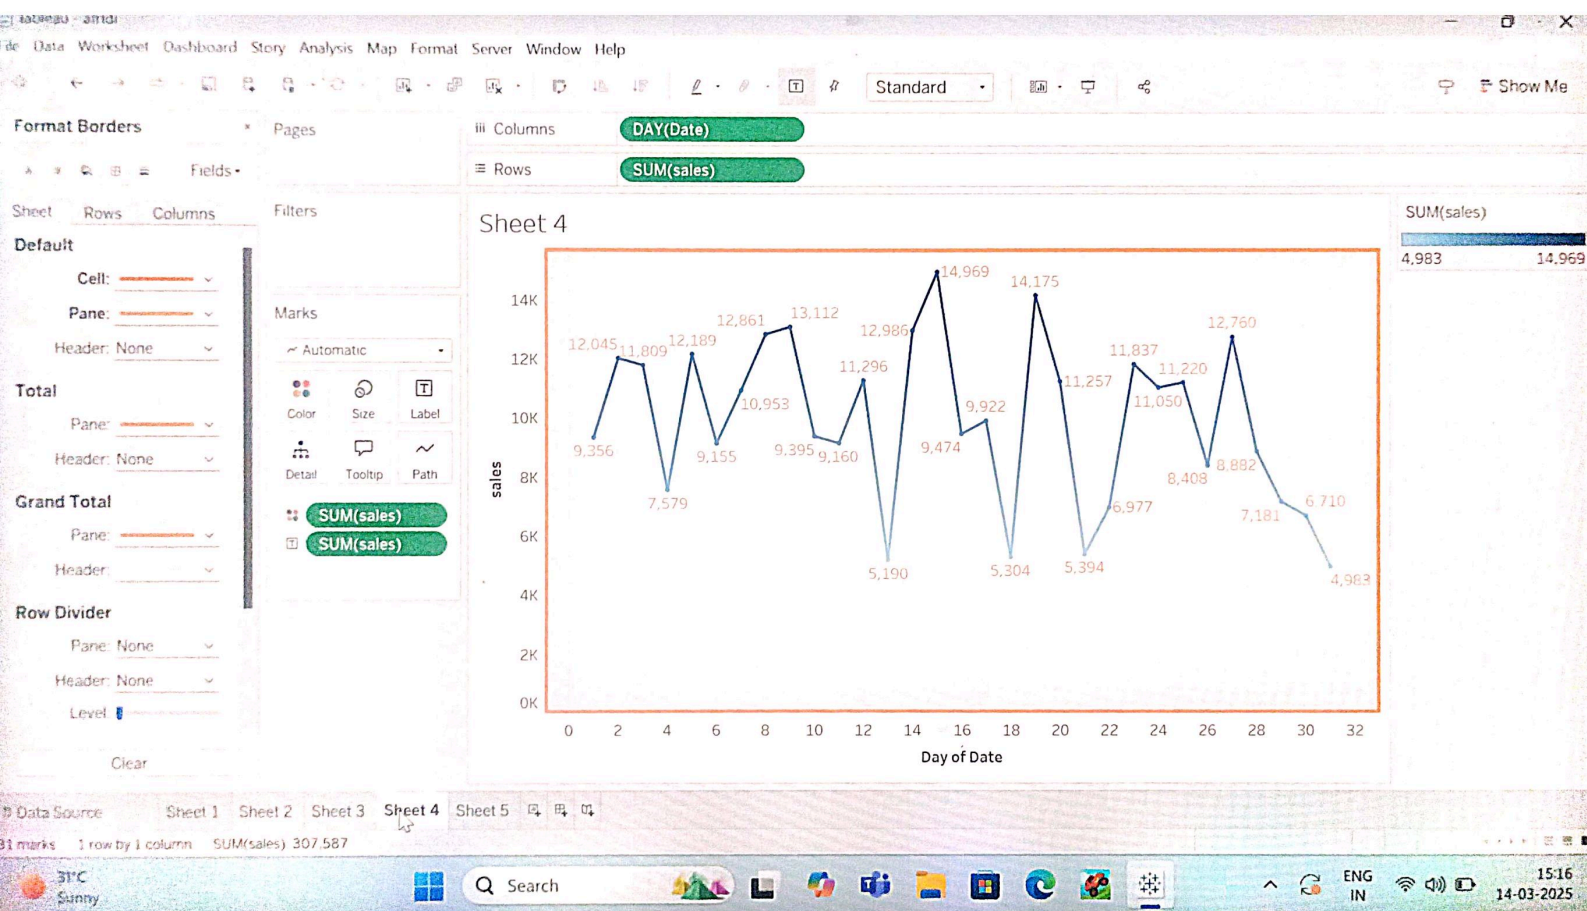 tableau - afridi
Data Worksheet Dashboard Story Analysis Map Format Server Window Help
Standard
Show Me
Format Borders
Fields
Sheet Rows Columns
Default
Cell:
Pane:
Header: None
Total
Pane:
Header: None
Grand Total
Pane:
Header:
Row Divider
Pane: None
Header: None
Level:
Clear
Pages
Filters
Marks
Automatic
Color Size Label
Detail Tooltip Path
SUM(sales)
SUM(sales)
Columns DAY(Date)
Rows SUM(sales)
Sheet 4
14K
12K
10K
8K
6K
4K
2K
0K
sales
9,356
12,045
11,809
7,579
12,189
9,155
10,953
12,861
13,112
9,395
9,160
11,296
5,190
12,986
14,969
9,474
9,922
5,304
14,175
11,257
5,394
6,977
11,837
11,050
11,220
8,408
12,760
8,882
7,181
6,710
4,983
0 2 4 6 8 10 12 14 16 18 20 22 24 26 28 30 32
Day of Date
SUM(sales)
4,983 14,969
Data Source Sheet 1 Sheet 2 Sheet 3 Sheet 4 Sheet 5
31 marks 1 row by 1 column SUM(sales) 307,587
31°C
Sunny
Search
ENG
IN
15:16
14-03-2025